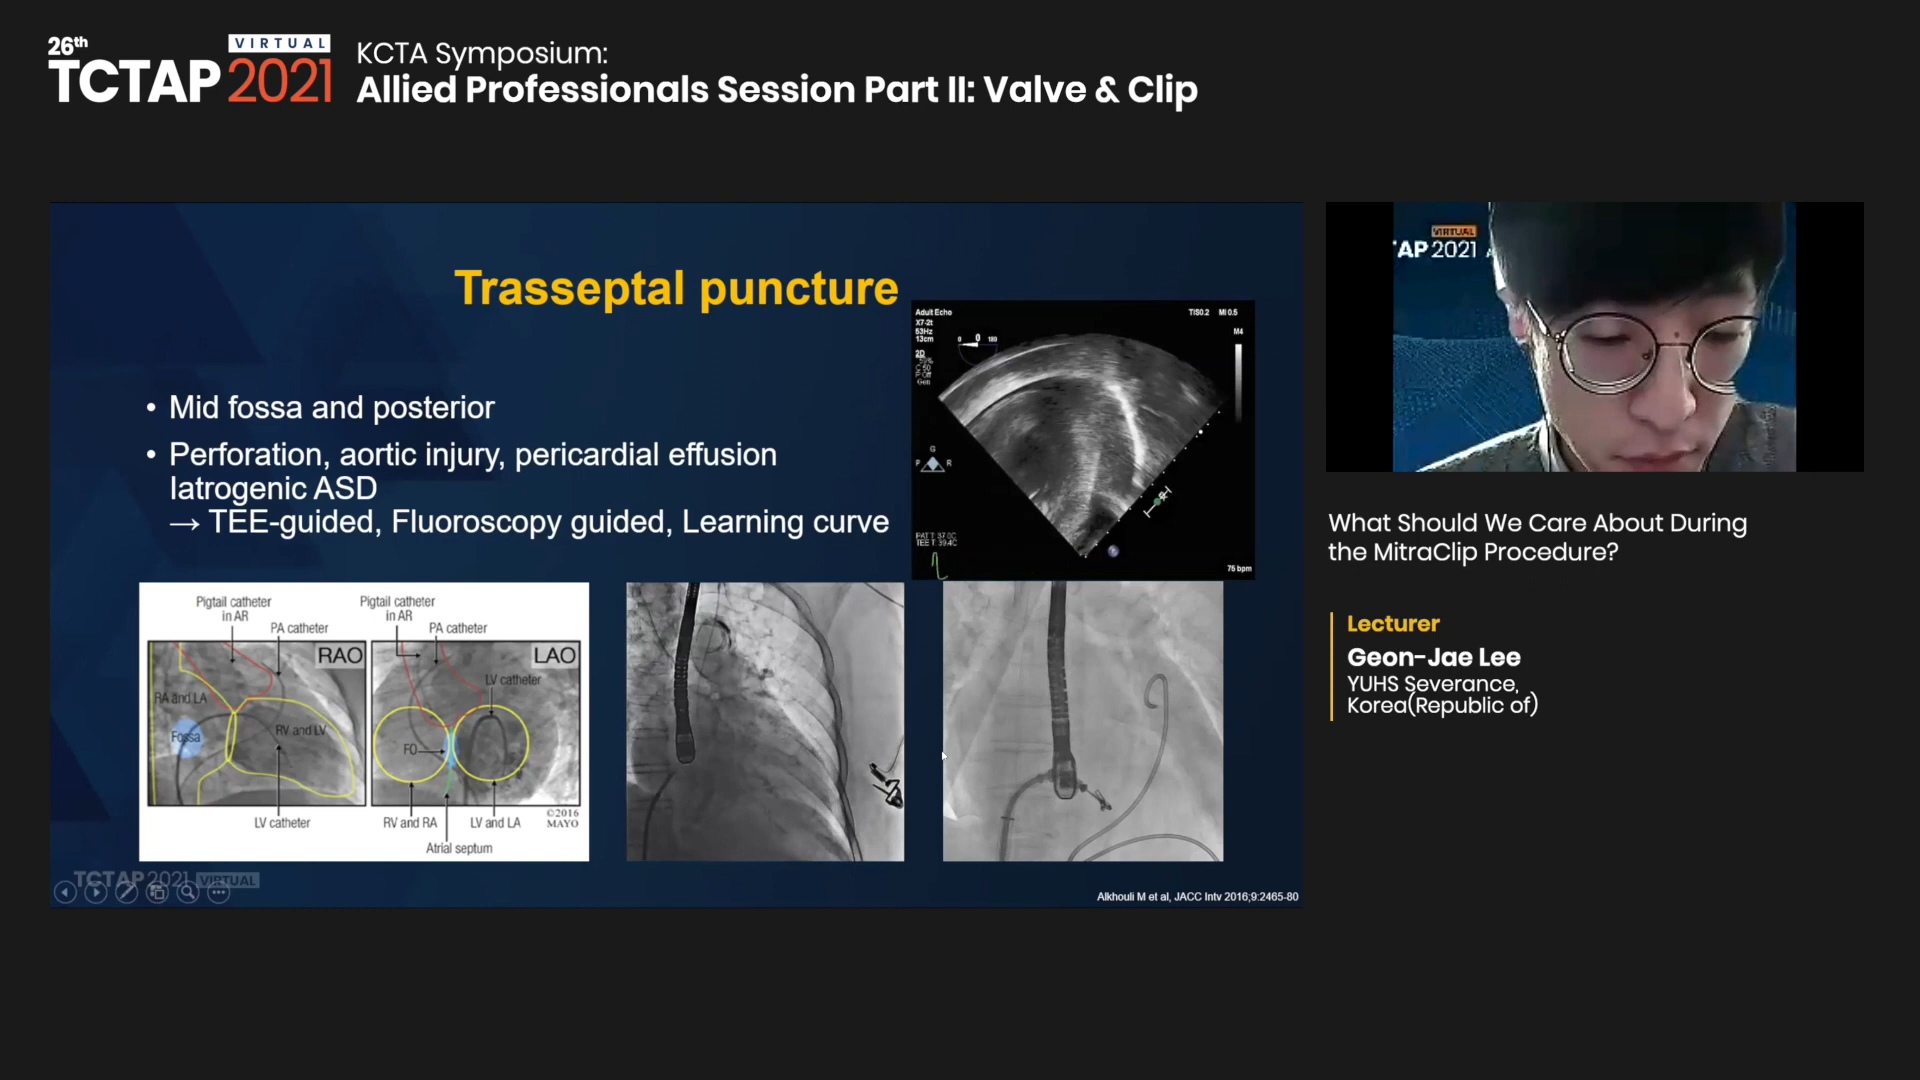 26th
VIRTUAL
TCTAP 2021
KCTA Symposium:
Allied Professionals Session Part II: Valve & Clip
Trasseptal puncture
• Mid fossa and posterior
• Perforation, aortic injury, pericardial effusion
Iatrogenic ASD
→ TEE-guided, Fluoroscopy guided, Learning curve
Adult Echo
X7-2t
53Hz
13cm
2D
Gen
0 0 180
TIS0.2 MI 0.5
M4
G
P R
PAT T: 37.0C
TEE T: 39.4C
75 bpm
Pigtail catheter
in AR
PA catheter
RAO
RA and LA
Fossa
RV and LV
LV catheter
Pigtail catheter
in AR
PA catheter
LAO
LV catheter
FO
RV and RA
LV and LA
Atrial septum
©2016
MAYO
TCTAP 2021 VIRTUAL
Alkhouli M et al, JACC Intv 2016;9:2465-80
VIRTUAL
TAP 2021
What Should We Care About During
the MitraClip Procedure?
Lecturer
Geon-Jae Lee
YUHS Severance,
Korea(Republic of)